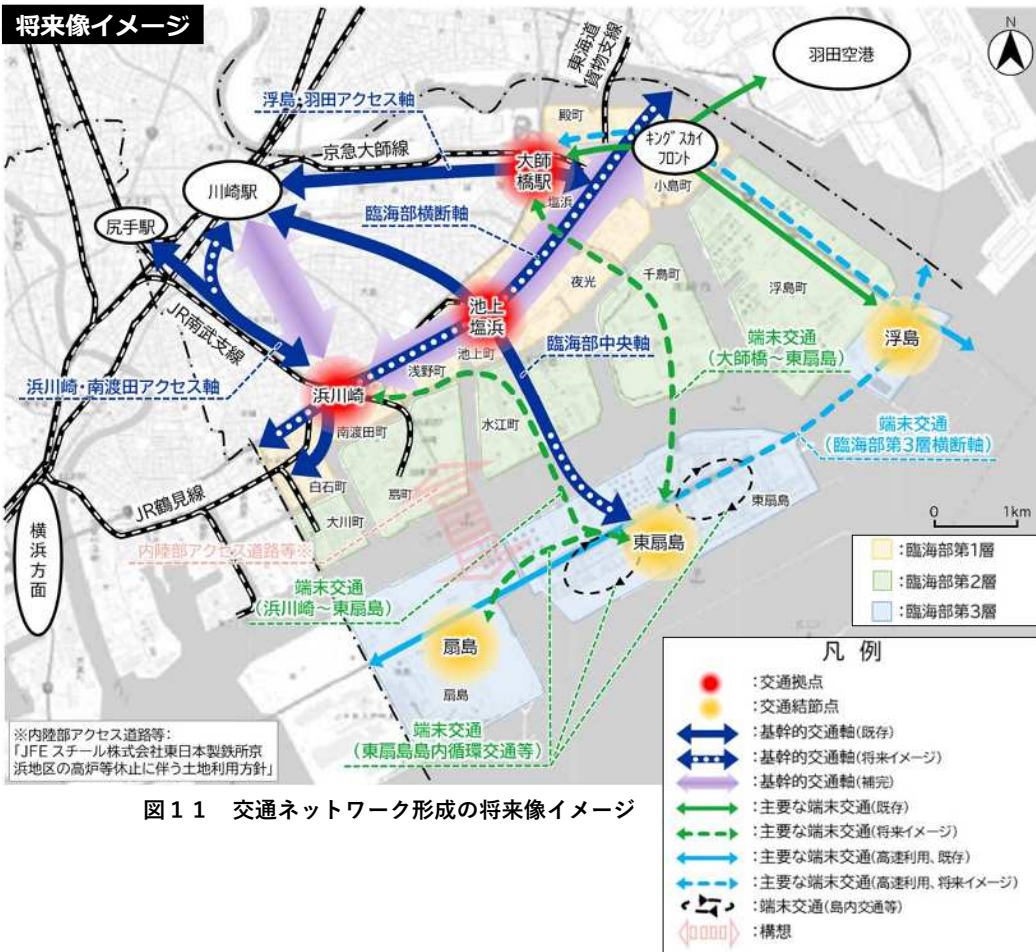 将来像イメージ
N
羽田空港
東海道
貨物支線
浮島・羽田アクセス軸
殿町
京急大師線
キングスカイ
フロント
大師
橋駅
川崎駅
小島町
塩浜
尻手駅
臨海部横断軸
夜光
千鳥町
浮島町
池上
塩浜
JR南武支線
浮島
端末交通
(大師橋~東扇島)
臨海部中央軸
池上町
浅野町
浜川崎・南渡田アクセス軸
浜川崎
水江町
端末交通
(臨海部第3層横断軸)
南渡田町
白石町
扇町
JR鶴見線
大川町
東扇島
0 1km
横浜方面
内陸部アクセス道路等※
東扇島
:臨海部第1層
:臨海部第2層
:臨海部第3層
端末交通
(浜川崎~東扇島)
扇島
扇島
端末交通
(東扇島島内循環交通等)
※内陸部アクセス道路等:
「JFEスチール株式会社東日本製鉄所京
浜地区の高炉等休止に伴う土地利用方針」
図11 交通ネットワーク形成の将来像イメージ
凡 例
:交通拠点
:交通結節点
:基幹的交通軸(既存)
:基幹的交通軸(将来イメージ)
:基幹的交通軸(補完)
:主要な端末交通(既存)
:主要な端末交通(将来イメージ)
:主要な端末交通(高速利用、既存)
:主要な端末交通(高速利用、将来イメージ)
:端末交通(島内交通等)
:構想